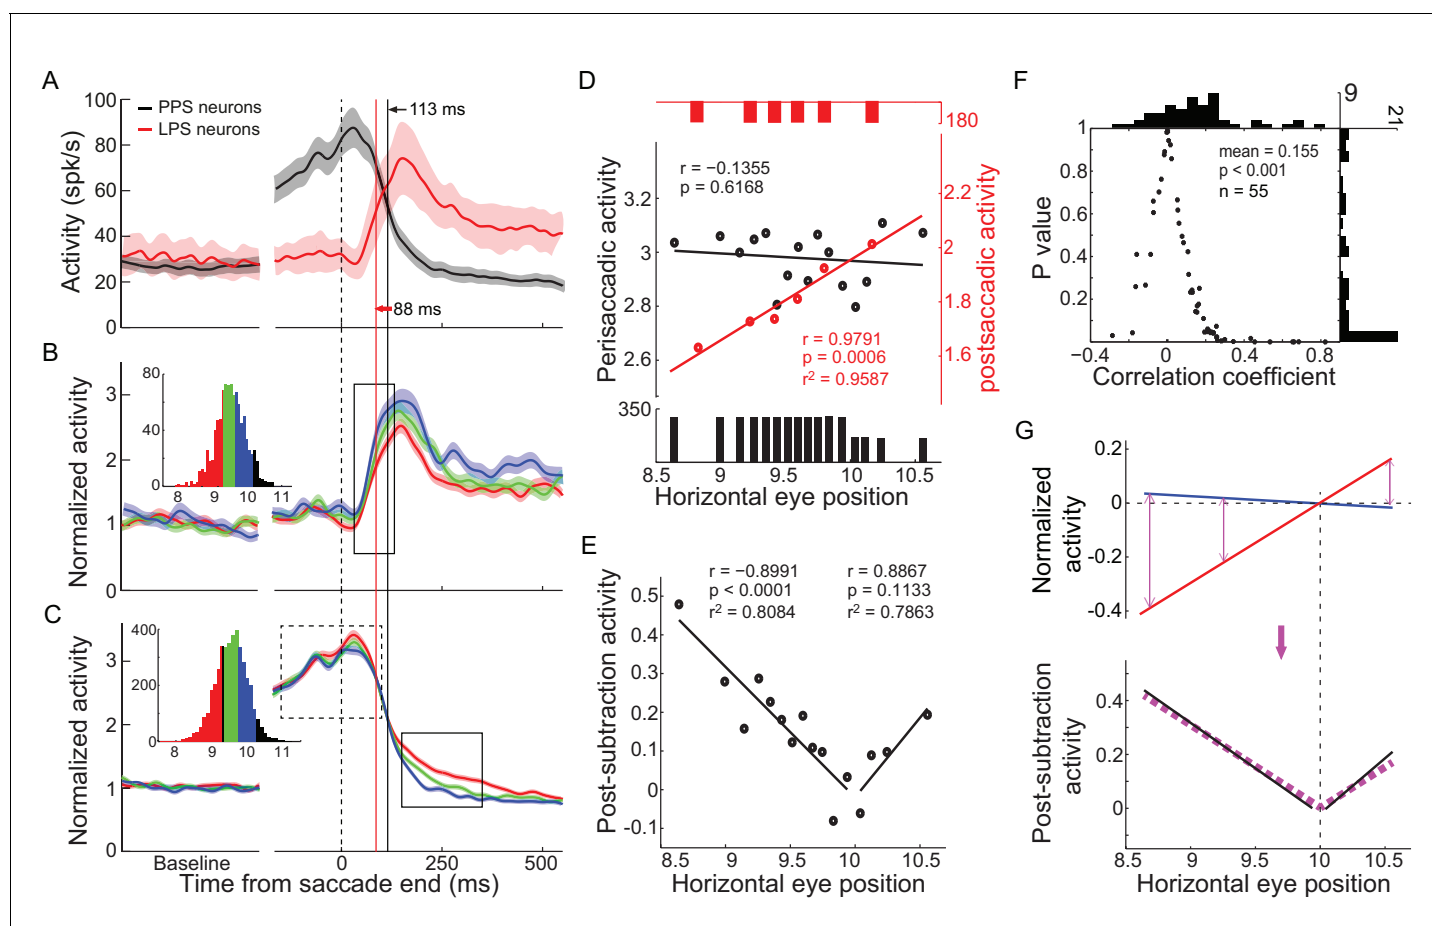 A
PPS neurons
LPS neurons
113 ms
88 ms
100
80
60
40
20
0
Activity (spk/s)
B
80
40
0
8
9
10
11
3
2
1
0
Normalized activity
C
400
200
0
8
9
10
11
3
2
1
0
Normalized activity
Baseline
0
250
500
Time from saccade end (ms)
D
180
r = −0.1355
p = 0.6168
3.2
3
2.8
2.6
Perisaccadic activity
2.2
2
1.8
1.6
postsaccadic activity
r = 0.9791
p = 0.0006
r² = 0.9587
350
8.5
9
9.5
10
10.5
Horizontal eye position
E
r = −0.8991
p < 0.0001
r² = 0.8084
r = 0.8867
p = 0.1133
r² = 0.7863
0.5
0.4
0.3
0.2
0.1
0
-0.1
Post-subtraction activity
8.5
9
9.5
10
10.5
Horizontal eye position
F
9
21
mean = 0.155
p < 0.001
n = 55
1
0.8
0.6
0.4
0.2
P value
−0.4
0
0.4
0.8
Correlation coefficient
G
0.2
0
-0.2
-0.4
Normalized
activity
0.4
0.2
0
Post-subtraction
activity
8.5
9
9.5
10
10.5
Horizontal eye position